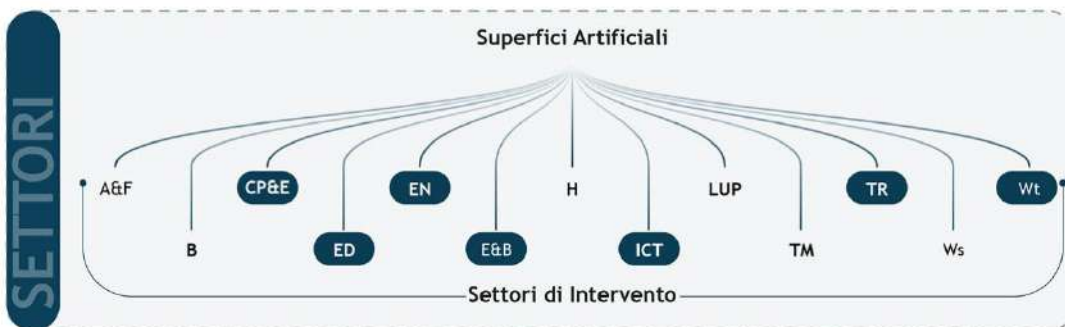 SETTORI
Superfici Artificiali
A&F
CP&E
EN
H
LUP
TR
Wt
B
ED
E&B
ICT
TM
Ws
Settori di Intervento